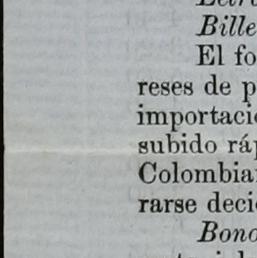 Bille
El fo
reses de p
importaci
subido ráp
Colombia
rarse deci
Bono